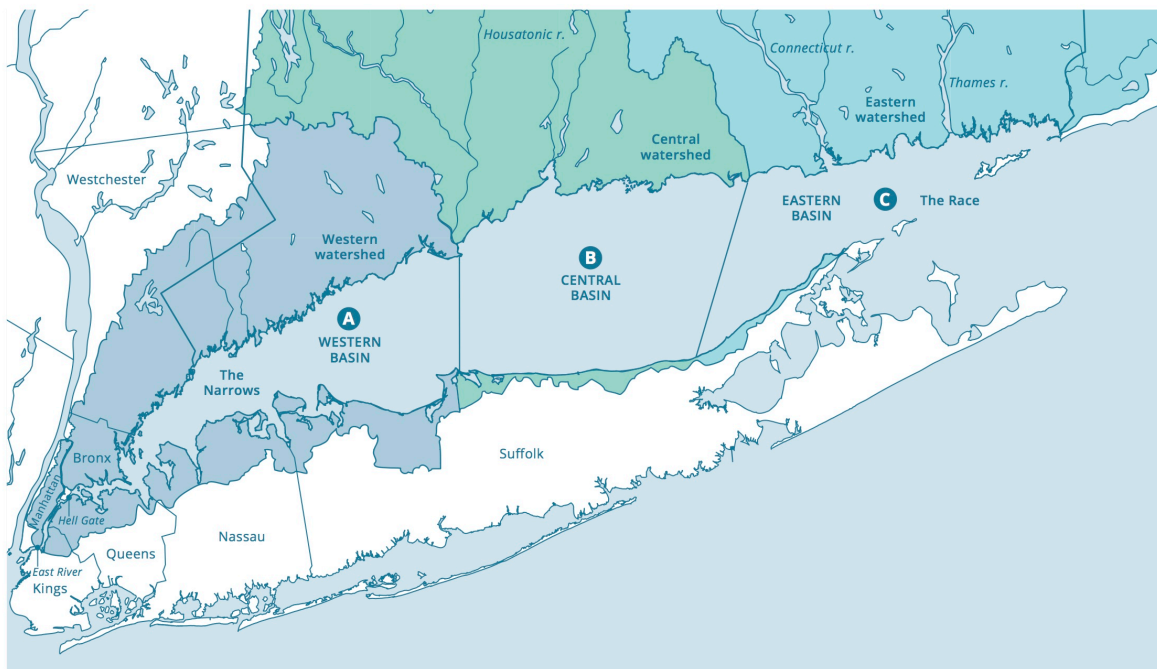 Housatonic r.
Connecticut r.
Thames r.
Eastern
watershed
Central
watershed
Westchester
EASTERN
BASIN
C
The Race
Western
watershed
B
CENTRAL
BASIN
A
WESTERN
BASIN
The
Narrows
Suffolk
Bronx
Manhattan
Hell Gate
Nassau
Queens
East River
Kings